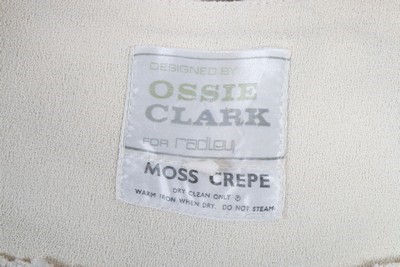 DESIGNED BY
OSSIE
CLARK
FOR radley
MOSS CREPE
DRY CLEAN ONLY
WARM IRON WHEN DRY. DO NOT STEAM